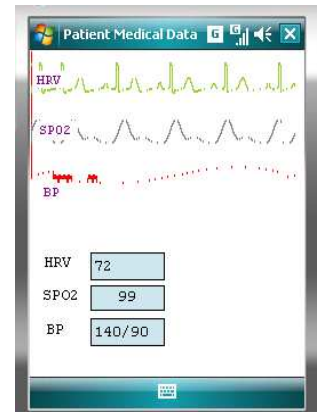 Patient Medical Data G G
HRV
SPO2
BP
HRV 72
SPO2 99
BP 140/90